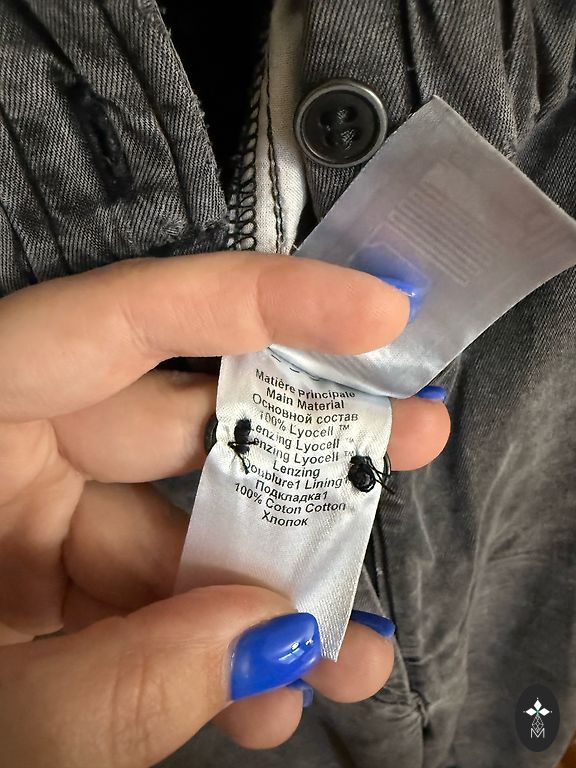 Matière Principale
Main Material
Основной состав
100% Lyocell ™
Lenzing Lyocell ™
Lenzing Lyocell ™
Lenzing
Doublure1 Lining
Подкладка1
100% Coton Cotton
Хлопок
M